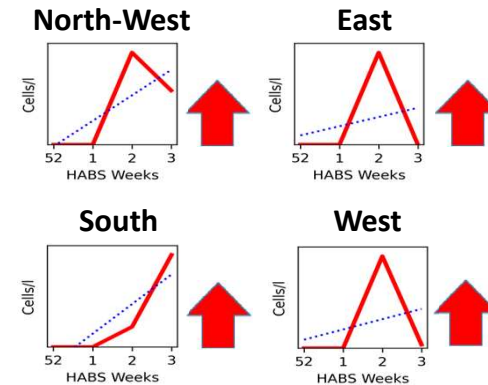 North-West
Cells/l
52 1 2 3
HABS Weeks
East
Cells/l
52 1 2 3
HABS Weeks
South
Cells/l
52 1 2 3
HABS Weeks
West
Cells/l
52 1 2 3
HABS Weeks